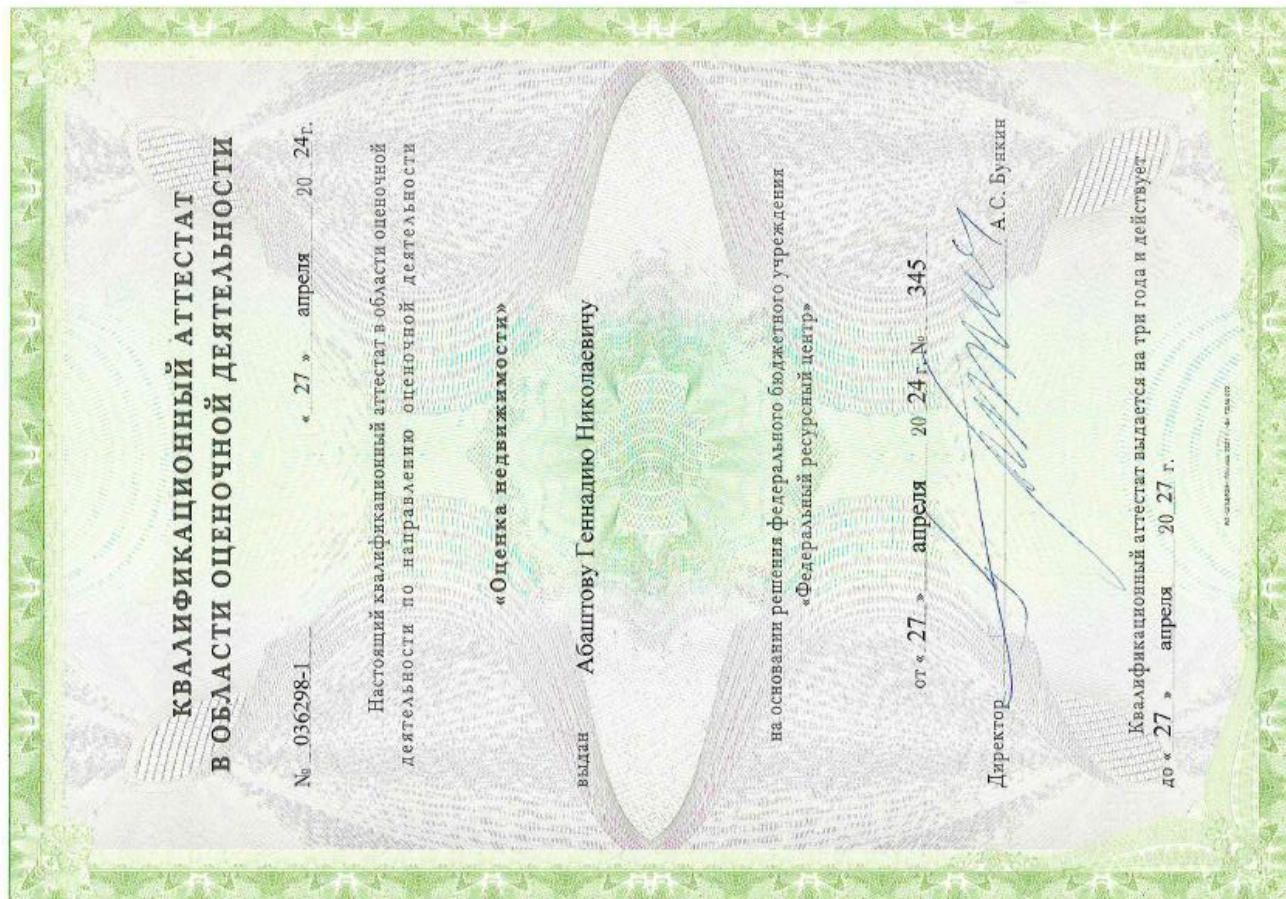 КВАЛИФИКАЦИОННЫЙ АТТЕСТАТ
В ОБЛАСТИ ОЦЕНОЧНОЙ ДЕЯТЕЛЬНОСТИ
№ 036298-1 « 27 » апреля 20 24г.
Настоящий квалификационный аттестат в области оценочной
деятельности по направлению оценочной деятельности
«Оценка недвижимости»
выдан Абаштову Геннадию Николаевичу
на основании решения федерального бюджетного учреждения
«Федеральный ресурсный центр»
от « 27 » апреля 20 24 г. № 345
Директор А.С. Бункин
Квалификационный аттестат выдается на три года и действует
до « 27 » апреля 20 27 г.